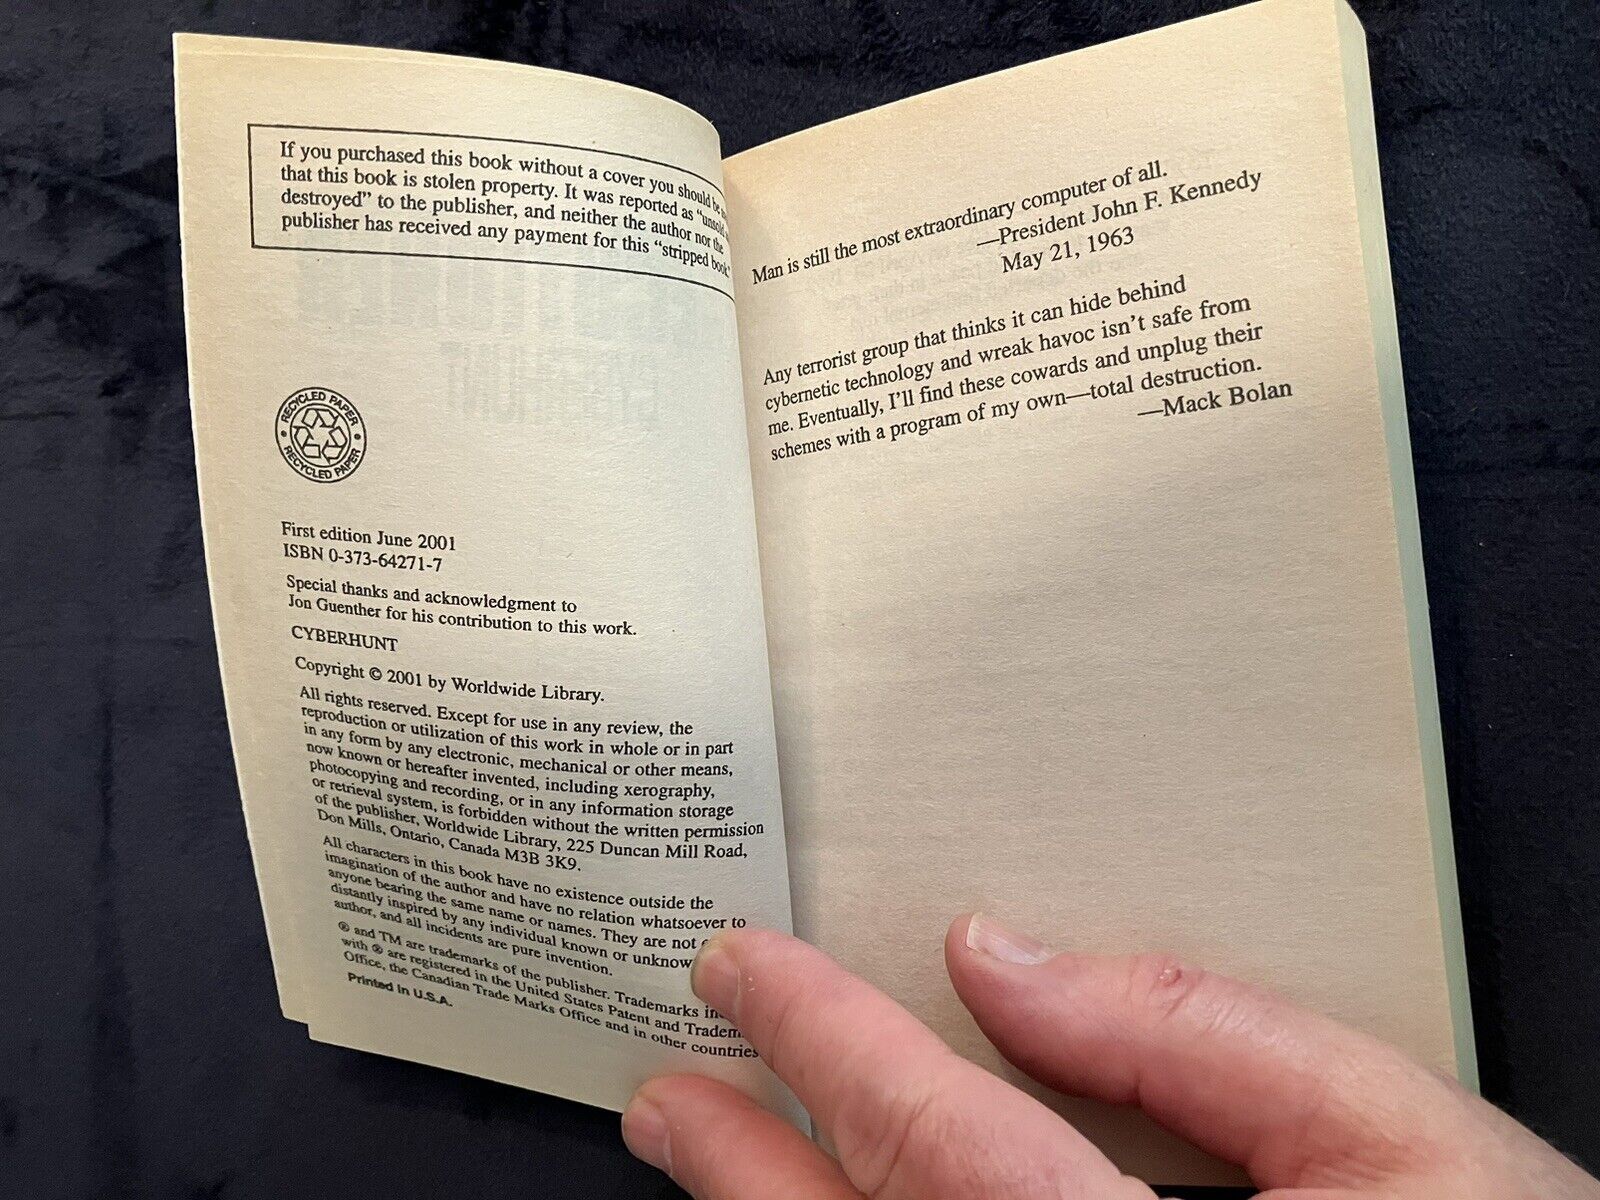 If you purchased this book without a cover you should be
that this book is stolen property. It was reported as "unsold
destroyed" to the publisher, and neither the author nor the
publisher has received any payment for this "stripped book"
RECYCLED PAPER
RECYCLED PAPER
First edition June 2001
ISBN 0-373-64271-7
Special thanks and acknowledgment to
Jon Guenther for his contribution to this work.
CYBERHUNT
Copyright © 2001 by Worldwide Library.
All rights reserved. Except for use in any review, the
reproduction or utilization of this work in whole or in part
in any form by any electronic, mechanical or other means,
now known or hereafter invented, including xerography,
photocopying and recording, or in any information storage
or retrieval system, is forbidden without the written permission
of the publisher, Worldwide Library, 225 Duncan Mill Road,
Don Mills, Ontario, Canada M3B 3K9.
All characters in this book have no existence outside the
imagination of the author and have no relation whatsoever to
anyone bearing the same name or names. They are not
distantly inspired by any individual known or unknow
author, and all incidents are pure invention.
® and TM are trademarks of the publisher. Trademarks
with ® are registered in the United States Patent and Tradem
Office, the Canadian Trade Marks Office and in other countries
Printed in U.S.A.
Man is still the most extraordinary computer of all.
—President John F. Kennedy
May 21, 1963
Any terrorist group that thinks it can hide behind
cybernetic technology and wreak havoc isn't safe from
me. Eventually, I'll find these cowards and unplug their
schemes with a program of my own—total destruction.
—Mack Bolan